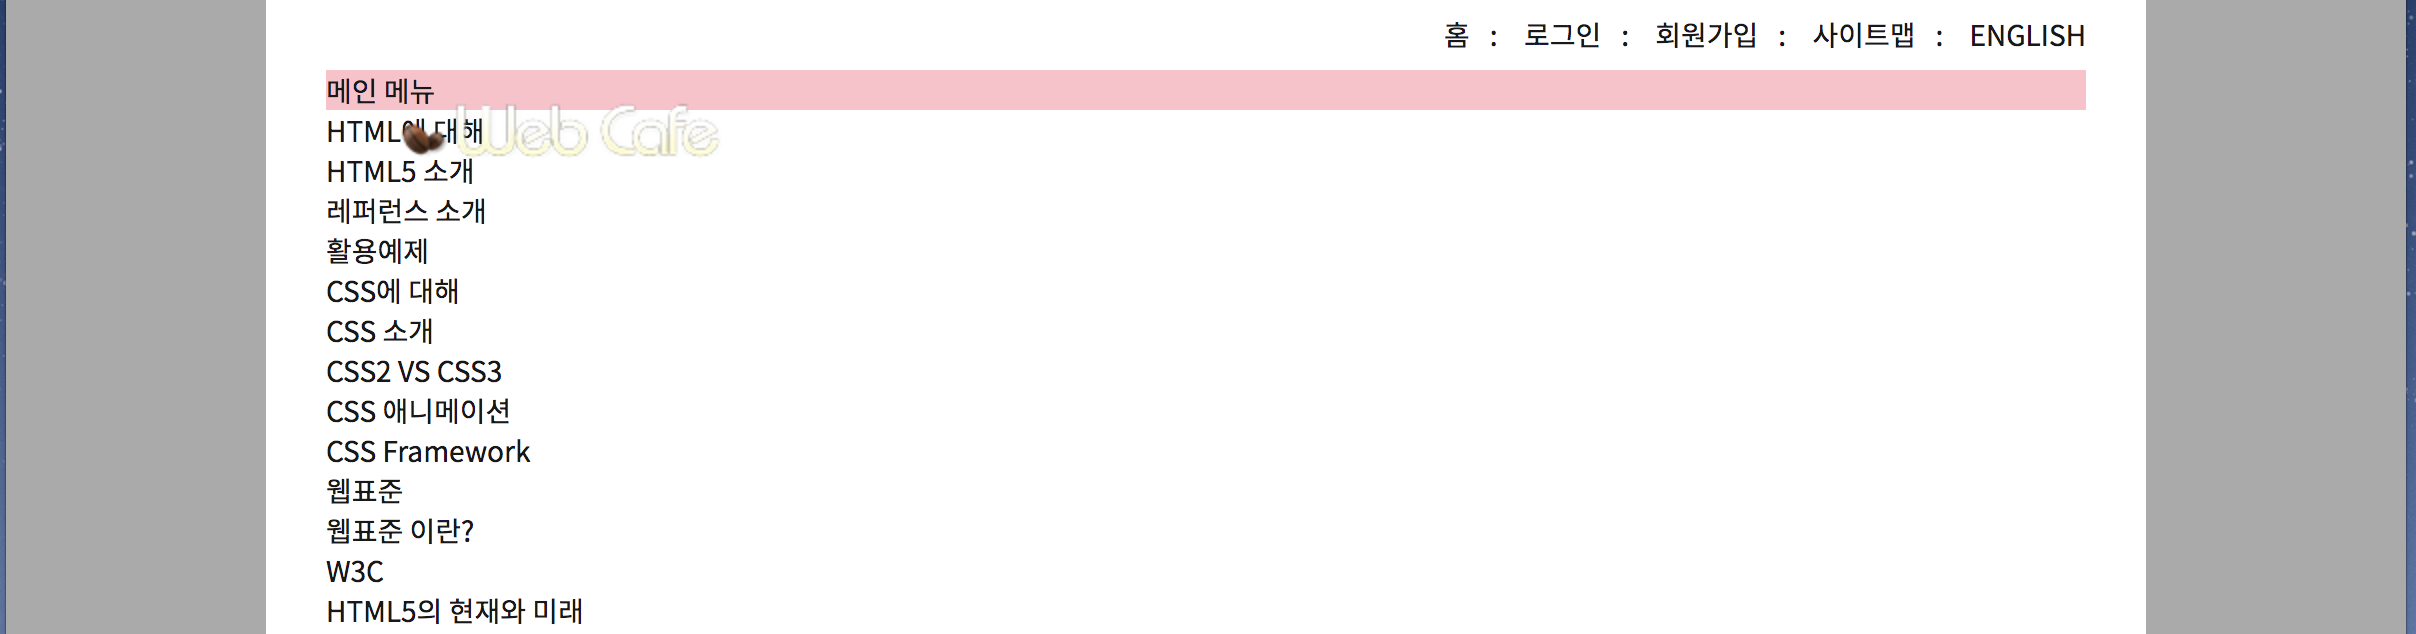 홈 : 로그인 : 회원가입 : 사이트맵 : ENGLISH
메인 메뉴
Web Cafe
HTML에 대해
HTML5 소개
레퍼런스 소개
활용예제
CSS에 대해
CSS 소개
CSS2 VS CSS3
CSS 애니메이션
CSS Framework
웹표준
웹표준 이란?
W3C
HTML5의 현재와 미래